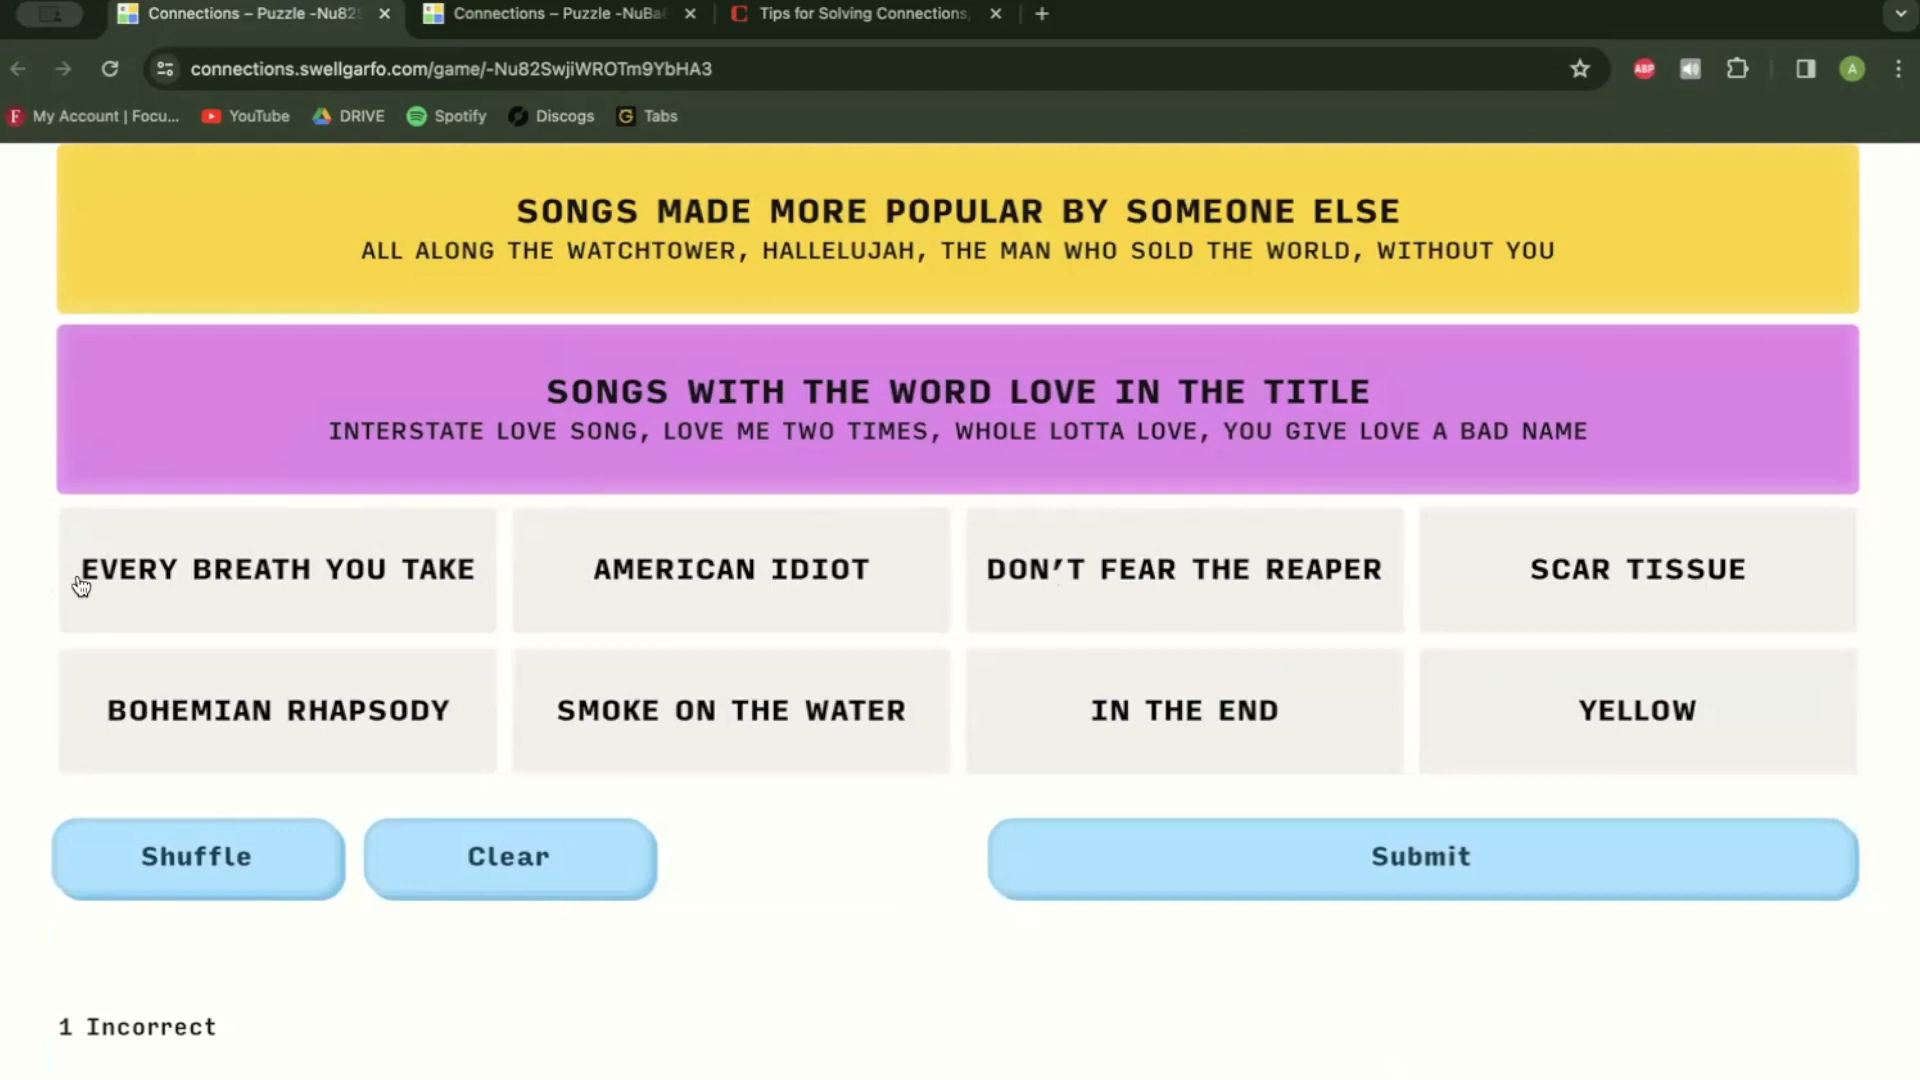 Connections – Puzzle -Nu82S
Connections – Puzzle -NuBa
Tips for Solving Connections,
connections.swellgarfo.com/game/-Nu82SwjiWROTm9YbHA3
ABP
A
My Account | Focu...
YouTube
DRIVE
Spotify
Discogs
Tabs
SONGS MADE MORE POPULAR BY SOMEONE ELSE
ALL ALONG THE WATCHTOWER, HALLELUJAH, THE MAN WHO SOLD THE WORLD, WITHOUT YOU
SONGS WITH THE WORD LOVE IN THE TITLE
INTERSTATE LOVE SONG, LOVE ME TWO TIMES, WHOLE LOTTA LOVE, YOU GIVE LOVE A BAD NAME
EVERY BREATH YOU TAKE
AMERICAN IDIOT
DON’T FEAR THE REAPER
SCAR TISSUE
BOHEMIAN RHAPSODY
SMOKE ON THE WATER
IN THE END
YELLOW
Shuffle
Clear
Submit
1 Incorrect